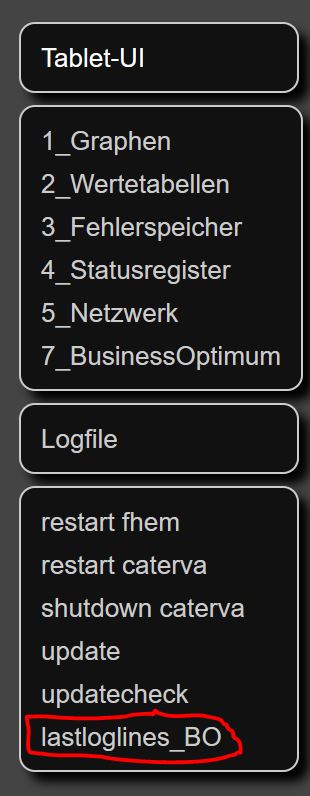 Tablet-UI
1_Graphen
2_Wertetabellen
3_Fehlerspeicher
4_Statusregister
5_Netzwerk
7_BusinessOptimum
Logfile
restart fhem
restart caterva
shutdown caterva
update
updatecheck
lastloglines_BO